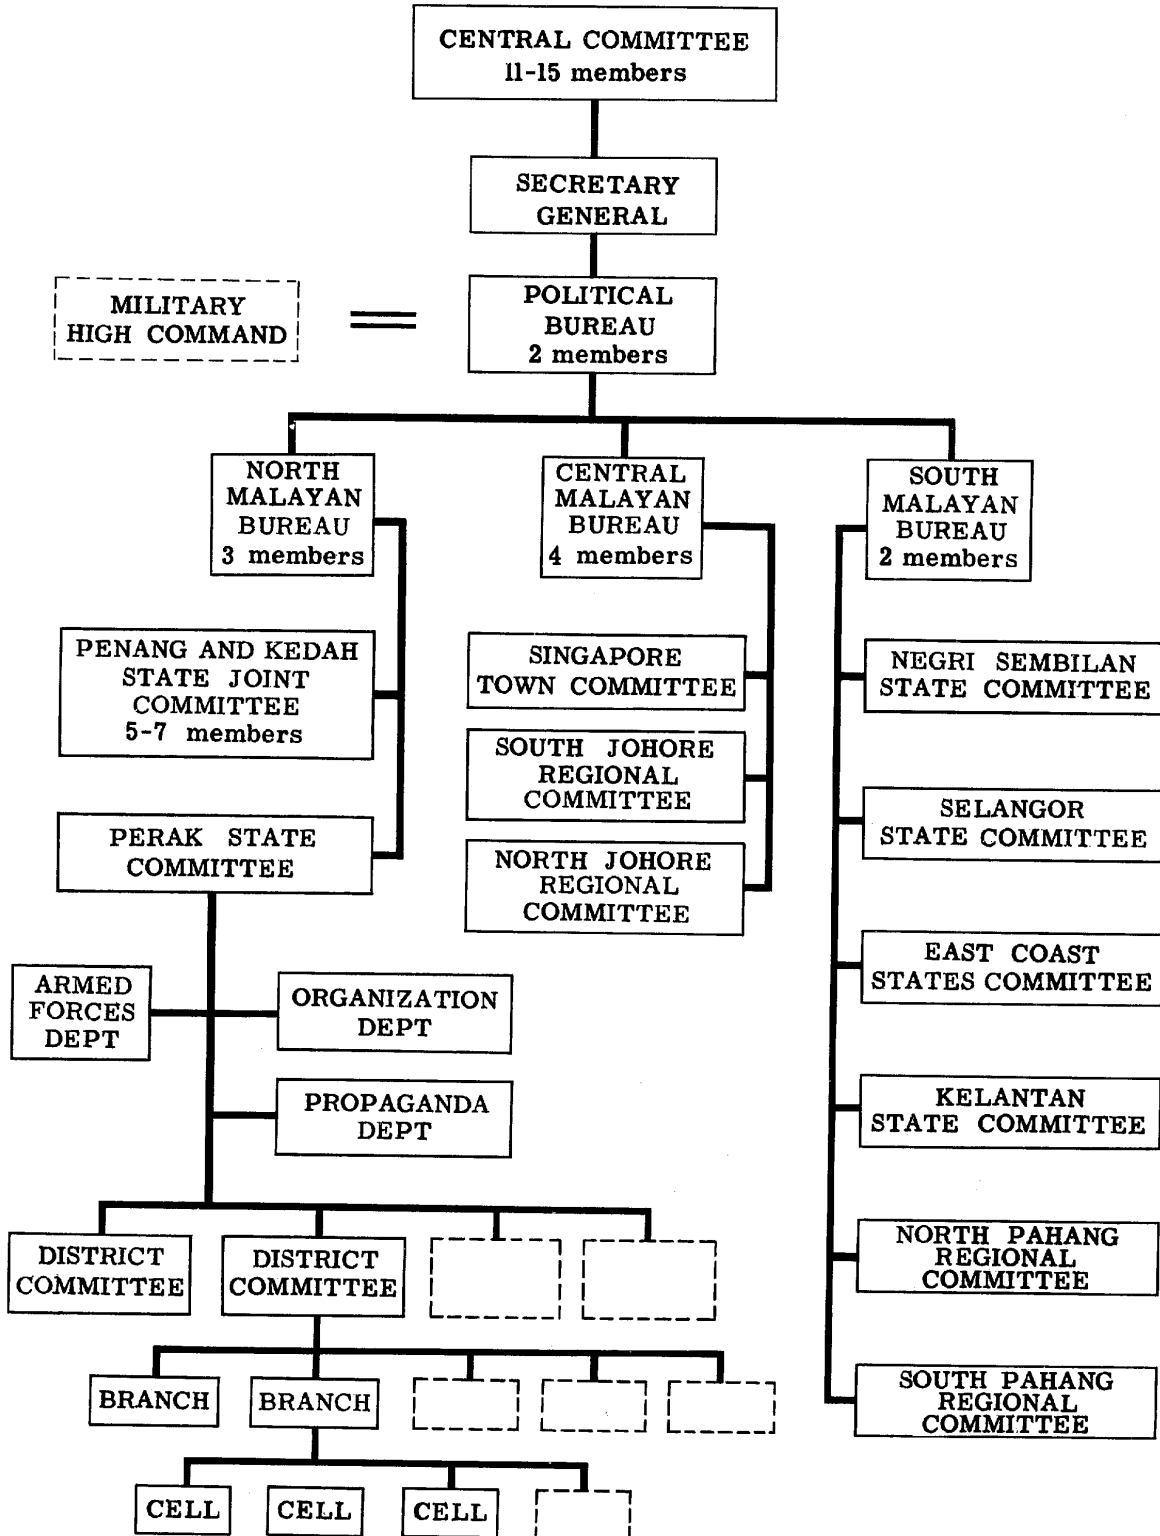 CENTRAL COMMITTEE
11-15 members
SECRETARY
GENERAL
MILITARY
HIGH COMMAND
POLITICAL
BUREAU
2 members
NORTH
MALAYAN
BUREAU
3 members
CENTRAL
MALAYAN
BUREAU
4 members
SOUTH
MALAYAN
BUREAU
2 members
PENANG AND KEDAH
STATE JOINT
COMMITTEE
5-7 members
PERAK STATE
COMMITTEE
SINGAPORE
TOWN COMMITTEE
SOUTH JOHORE
REGIONAL
COMMITTEE
NORTH JOHORE
REGIONAL
COMMITTEE
NEGRI SEMBILAN
STATE COMMITTEE
SELANGOR
STATE COMMITTEE
EAST COAST
STATES COMMITTEE
KELANTAN
STATE COMMITTEE
NORTH PAHANG
REGIONAL
COMMITTEE
SOUTH PAHANG
REGIONAL
COMMITTEE
ARMED
FORCES
DEPT
ORGANIZATION
DEPT
PROPAGANDA
DEPT
DISTRICT
COMMITTEE
DISTRICT
COMMITTEE
BRANCH
BRANCH
CELL
CELL
CELL